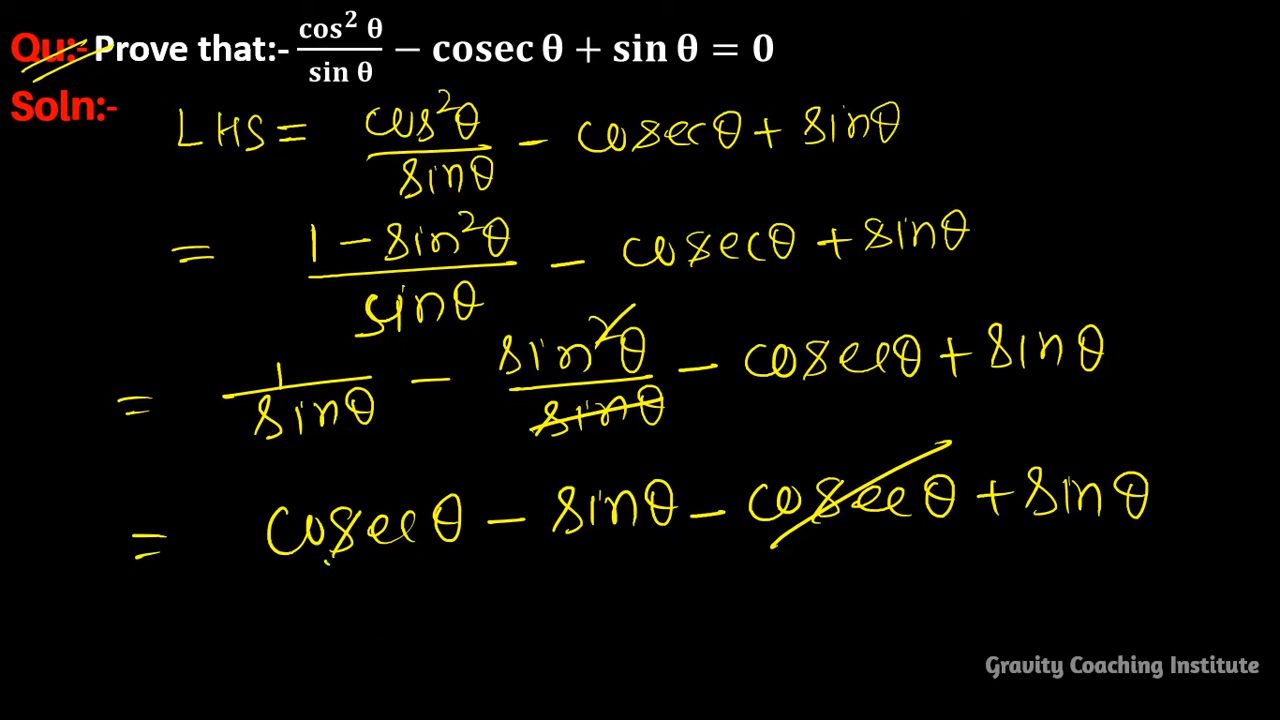 Qu:- Prove that:- cos² θ / sin θ − cosec θ + sin θ = 0
Soln:-
LHS = cos²θ / sinθ − cosecθ + sinθ
= 1 − sin²θ / sinθ − cosecθ + sinθ
= 1 / sinθ − sin²θ / sinθ − cosecθ + sinθ
= cosecθ − sinθ − cosecθ + sinθ
Gravity Coaching Institute